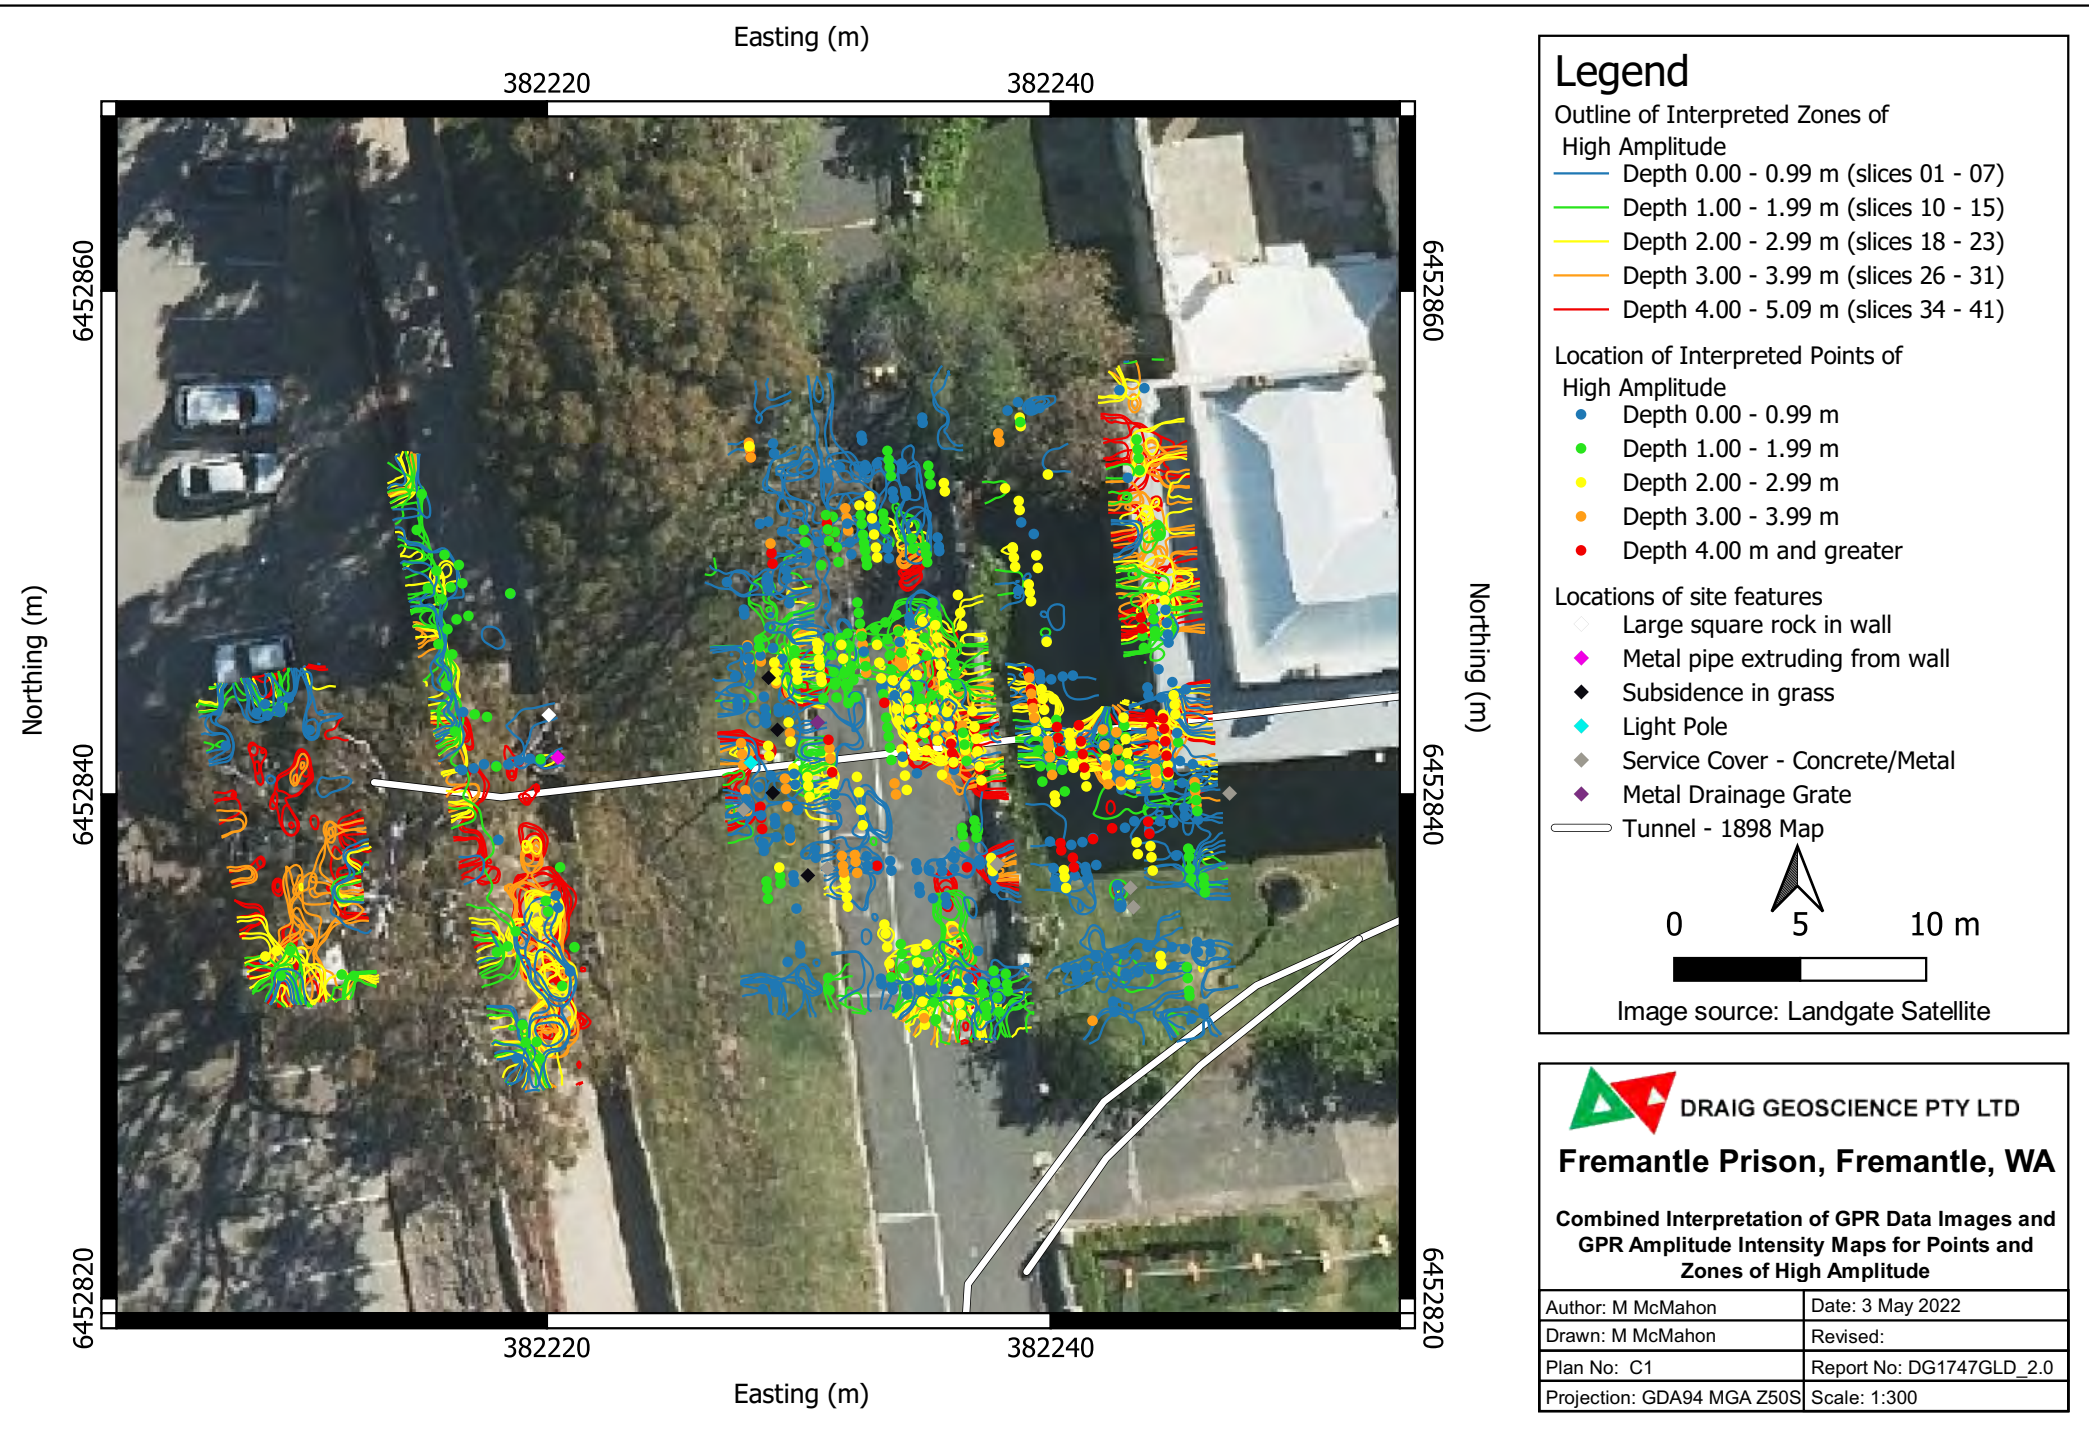 Easting (m)
382220
382240
6452860
6452840
6452820
Northing (m)
6452860
6452840
6452820
Northing (m)
382220
382240
Easting (m)
Legend
Outline of Interpreted Zones of
High Amplitude
Depth 0.00 - 0.99 m (slices 01 - 07)
Depth 1.00 - 1.99 m (slices 10 - 15)
Depth 2.00 - 2.99 m (slices 18 - 23)
Depth 3.00 - 3.99 m (slices 26 - 31)
Depth 4.00 - 5.09 m (slices 34 - 41)
Location of Interpreted Points of
High Amplitude
Depth 0.00 - 0.99 m
Depth 1.00 - 1.99 m
Depth 2.00 - 2.99 m
Depth 3.00 - 3.99 m
Depth 4.00 m and greater
Locations of site features
Large square rock in wall
Metal pipe extruding from wall
Subsidence in grass
Light Pole
Service Cover - Concrete/Metal
Metal Drainage Grate
Tunnel - 1898 Map
0 5 10 m
Image source: Landgate Satellite
DRAIG GEOSCIENCE PTY LTD
Fremantle Prison, Fremantle, WA
Combined Interpretation of GPR Data Images and
GPR Amplitude Intensity Maps for Points and
Zones of High Amplitude
Author: M McMahon
Date: 3 May 2022
Drawn: M McMahon
Revised:
Plan No: C1
Report No: DG1747GLD_2.0
Projection: GDA94 MGA Z50S
Scale: 1:300